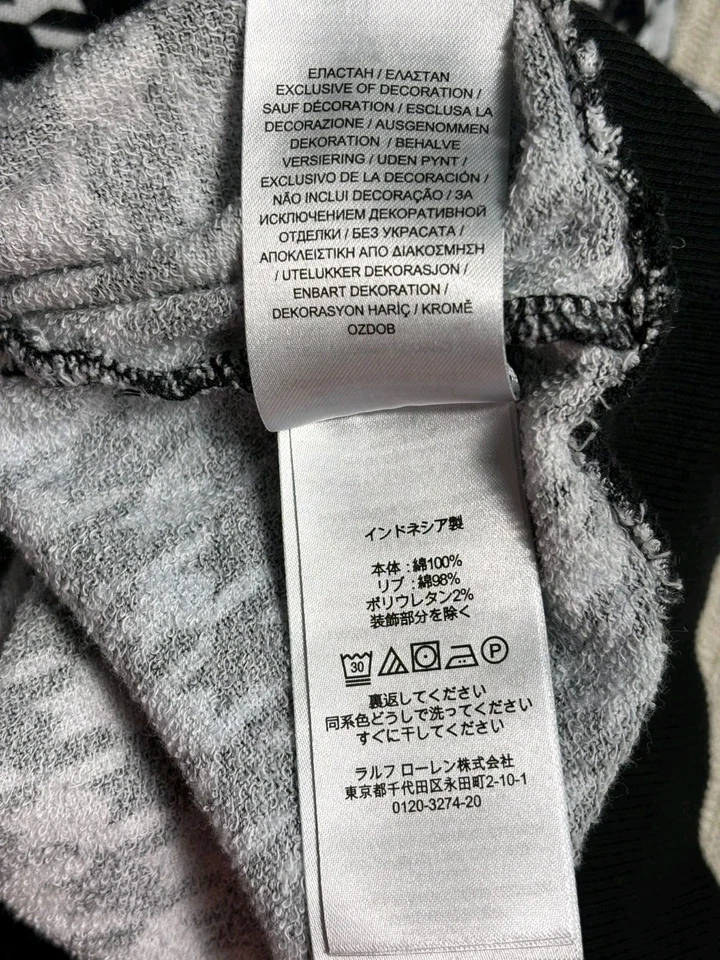 ЕЛАСТАН / ΕΛΑΣΤΑΝ
EXCLUSIVE OF DECORATION /
SAUF DÉCORATION / ESCLUSA LA
DECORAZIONE / AUSGENOMMEN
DEKORATION / BEHALVE
VERSIERING / UDEN PYNT /
EXCLUSIVO DE LA DECORACIÓN /
NÃO INCLUI DECORAÇÃO / ЗА
ИСКЛЮЧЕНИЕМ ДЕКОРАТИВНОЙ
ОТДЕЛКИ / БЕЗ УКРАСАТА /
ΑΠΟΚΛΕΙΣΤΙΚΗ ΑΠΟ ΔΙΑΚΟΣΜΗΣΗ
/ UTELUKKER DEKORASJON /
ENBART DEKORATION /
DEKORASYON HARİÇ / KROMĚ
OZDOB
インドネシア製
本体 : 綿100%
リブ : 綿98%
ポリウレタン2%
装飾部分を除く
30 P
裏返してください
同系色どうしで洗ってください
すぐに干してください
ラルフ ローレン株式会社
東京都千代田区永田町2-10-1
0120-3274-20